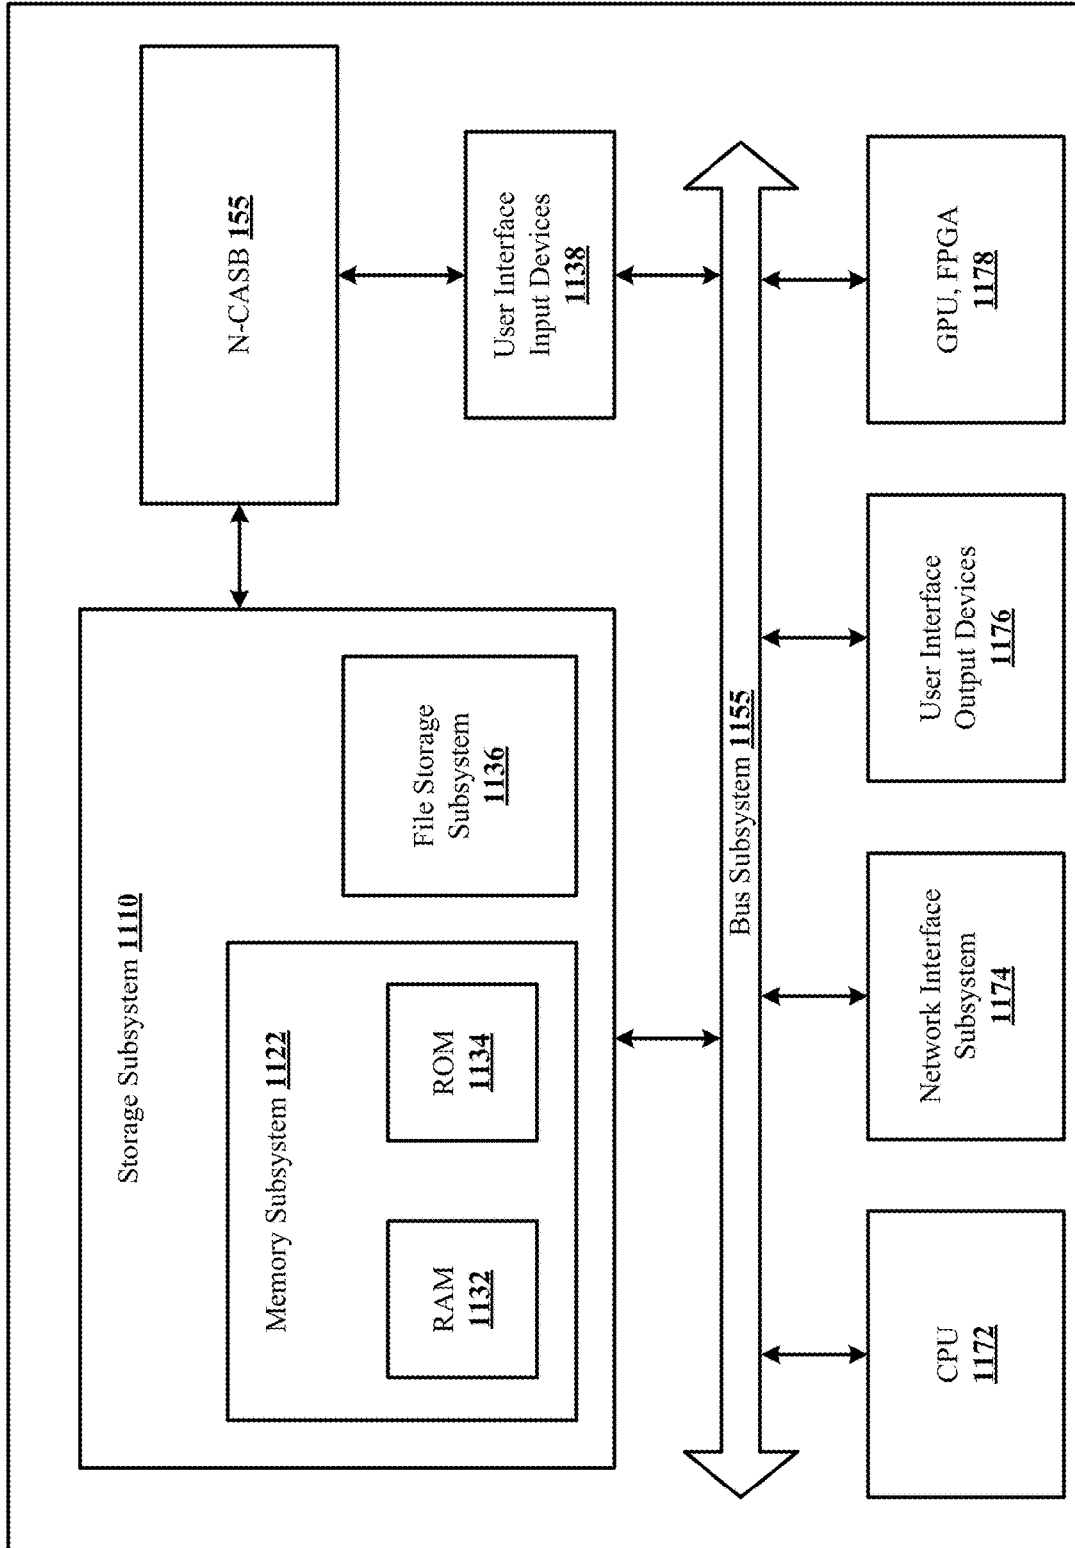 Storage Subsystem 1110
Memory Subsystem 1122
RAM
1132
ROM
1134
File Storage
Subsystem
1136
N-CASB 155
User Interface
Input Devices
1138
Bus Subsystem 1155
CPU
1172
Network Interface
Subsystem
1174
User Interface
Output Devices
1176
GPU, FPGA
1178